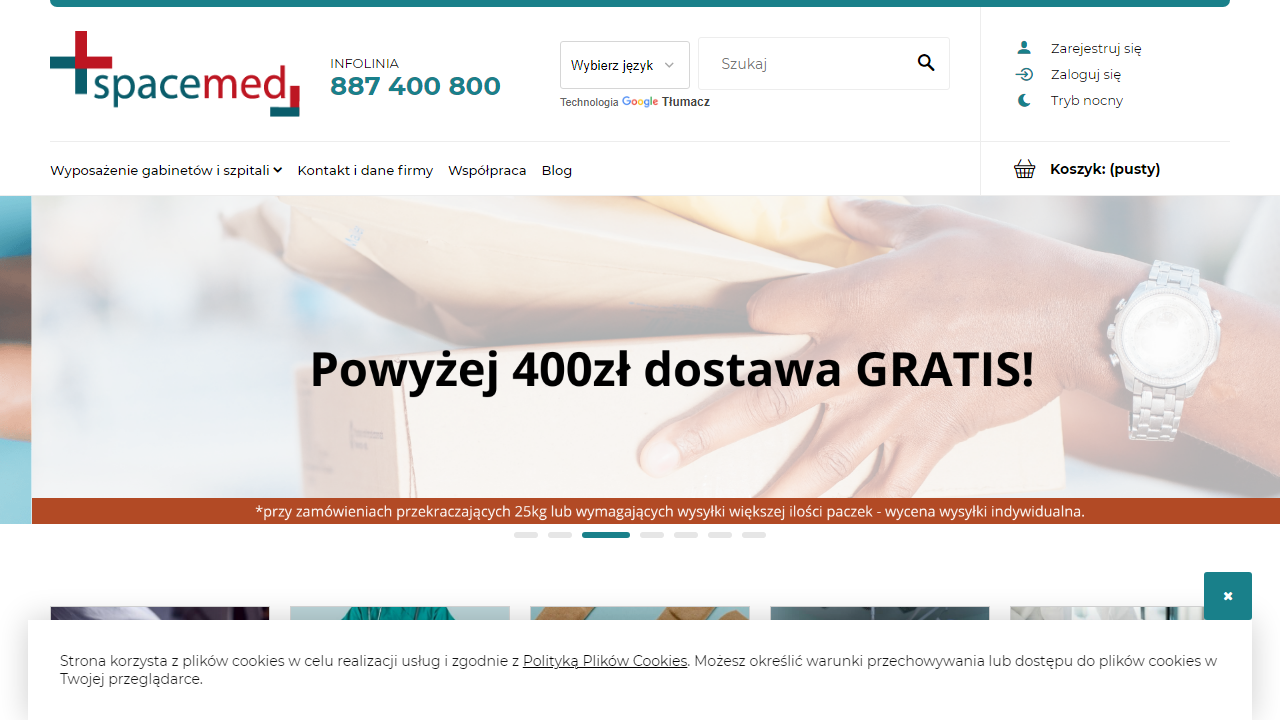 spacemed
INFOLINIA
887 400 800
Wybierz język
Technologia Google Tłumacz
Szukaj
Zarejestruj się
Zaloguj się
Tryb nocny
Wyposażenie gabinetów i szpitali
Kontakt i dane firmy
Współpraca
Blog
Koszyk: (pusty)
Powyżej 400zł dostawa GRATIS!
*przy zamówieniach przekraczających 25kg lub wymagających wysyłki większej ilości paczek - wycena wysyłki indywidualna.
Strona korzysta z plików cookies w celu realizacji usług i zgodnie z Polityką Plików Cookies. Możesz określić warunki przechowywania lub dostępu do plików cookies w
Twojej przeglądarce.